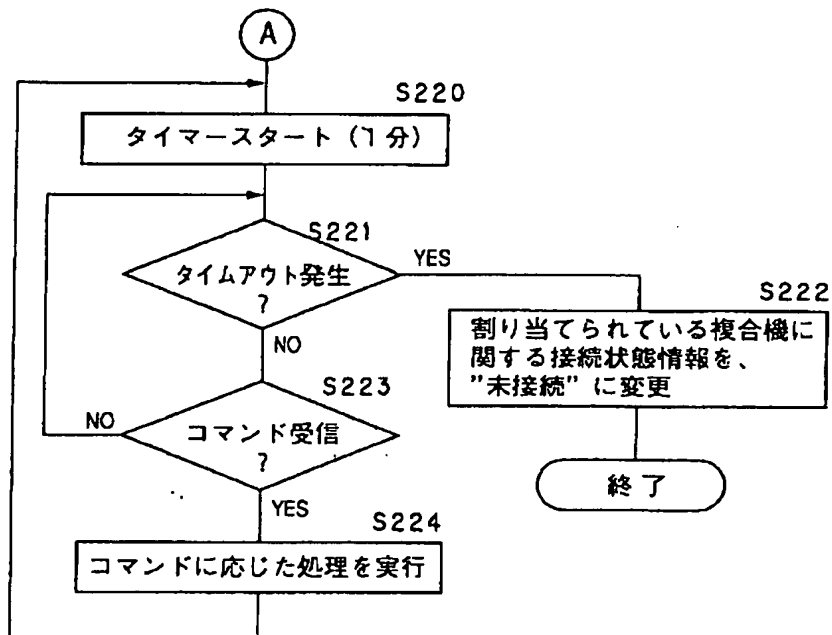 A
S220
タイマースタート（1分）
S221
タイムアウト発生
?
YES
NO
S222
割り当てられている複合機に
関する接続状態情報を、
"未接続" に変更
終了
S223
コマンド受信
?
NO
YES
S224
コマンドに応じた処理を実行